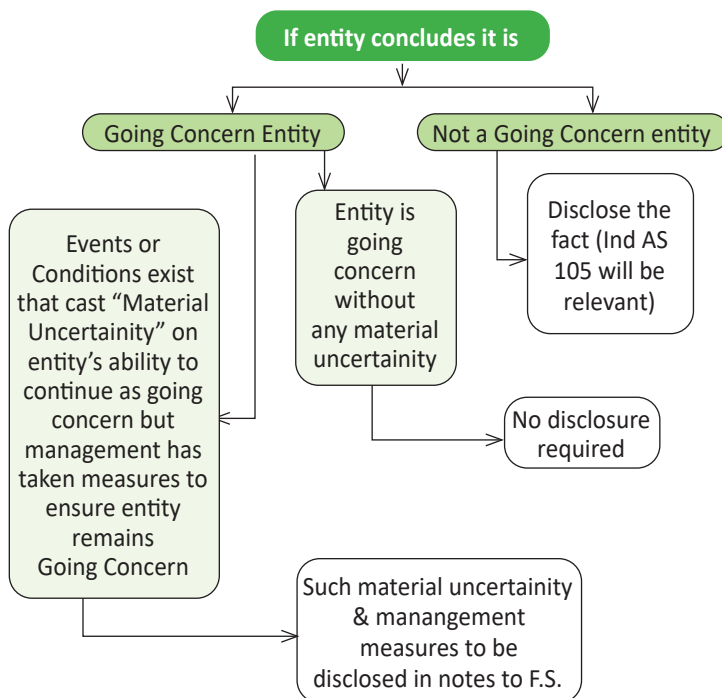 If entity concludes it is
Going Concern Entity
Not a Going Concern entity
Events or
Conditions exist
that cast “Material
Uncertainity” on
entity’s ability to
continue as going
concern but
management has
taken measures to
ensure entity
remains
Going Concern
Entity is
going
concern
without
any material
uncertainity
Disclose the
fact (Ind AS
105 will be
relevant)
No disclosure
required
Such material uncertainity
& manangement
measures to be
disclosed in notes to F.S.